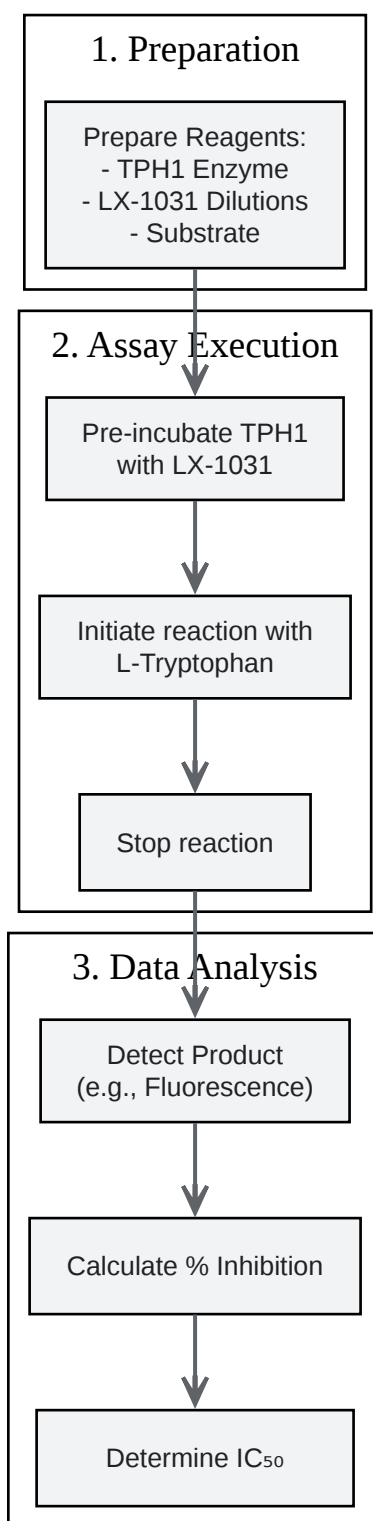 1. Preparation
Prepare Reagents:
- TPH1 Enzyme
- LX-1031 Dilutions
- Substrate
2. Assay Execution
Pre-incubate TPH1
with LX-1031
Initiate reaction with
L-Tryptophan
Stop reaction
3. Data Analysis
Detect Product
(e.g., Fluorescence)
Calculate % Inhibition
Determine IC₅₀